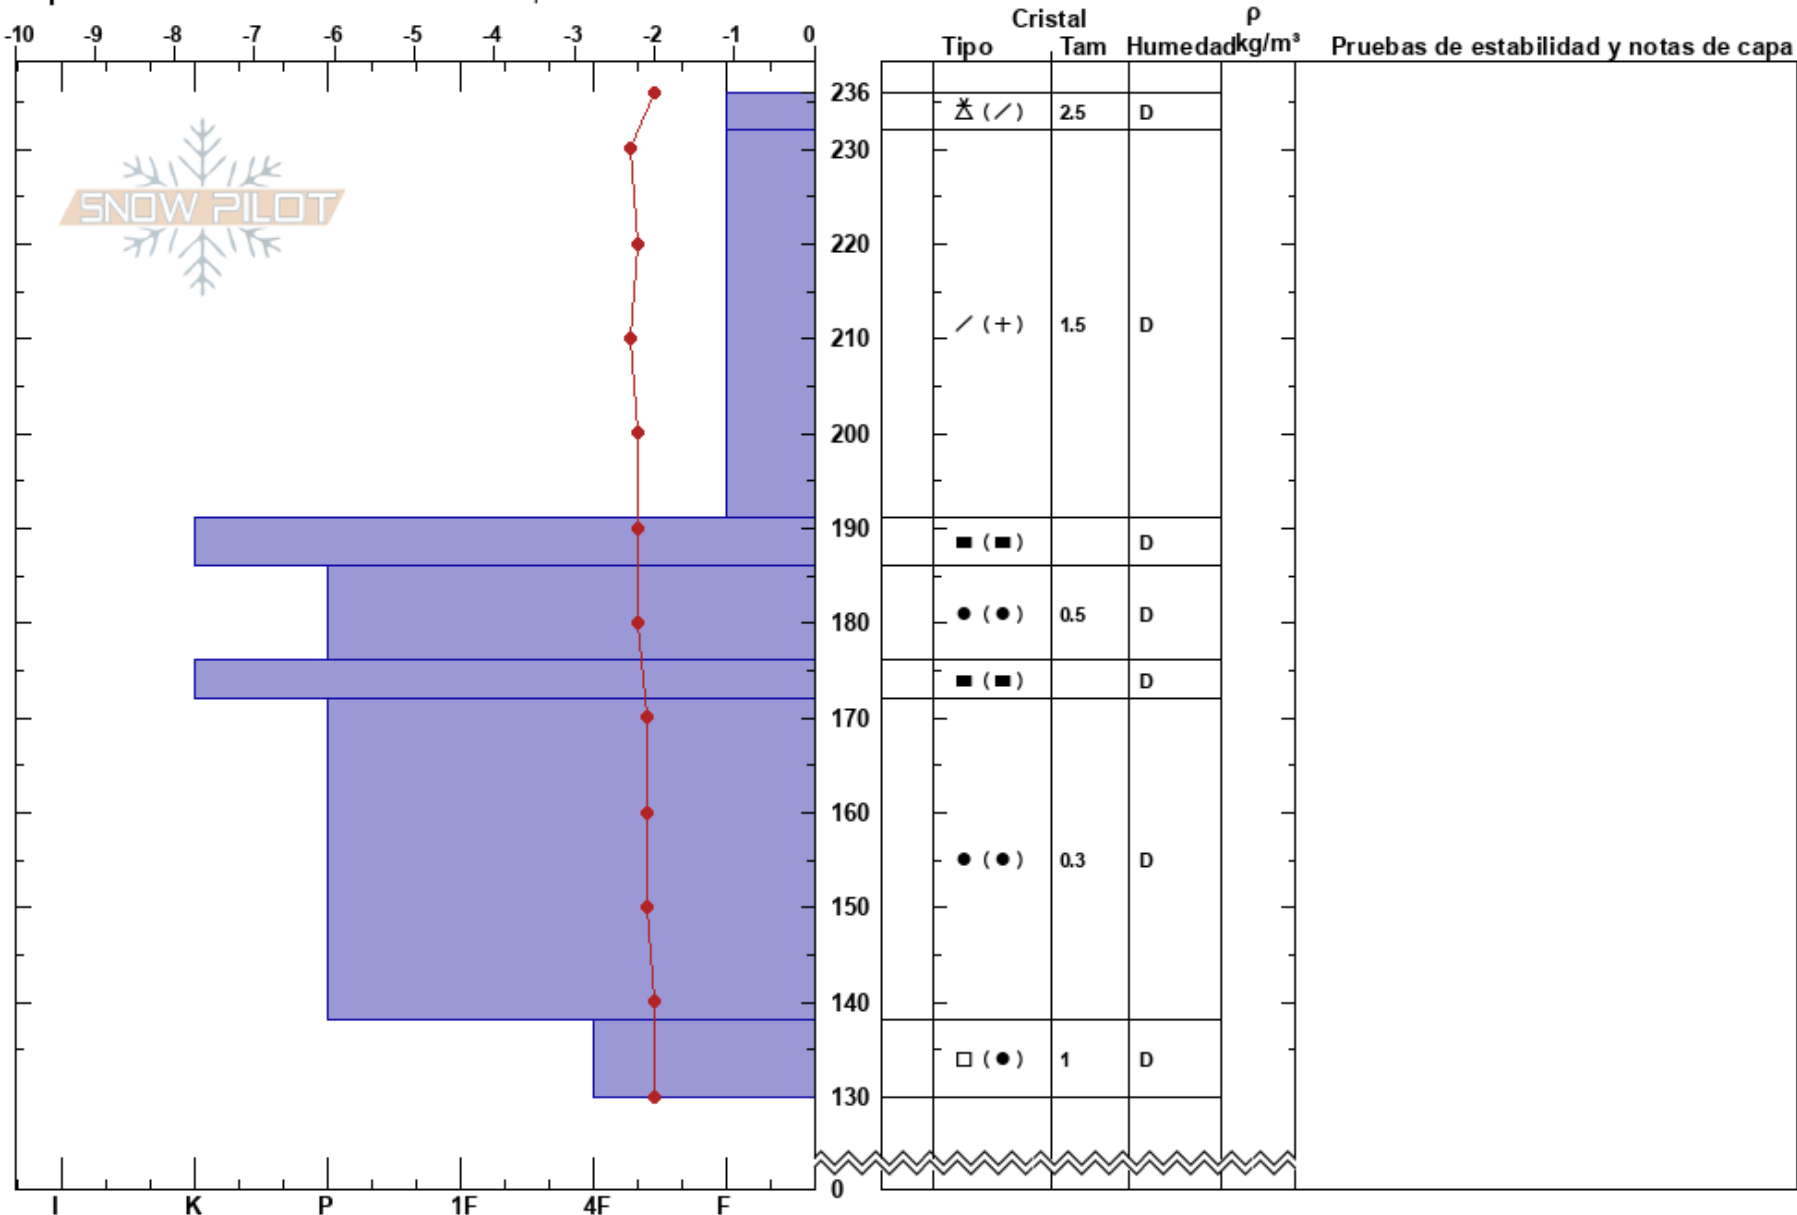 Cristal ρ
-10 -9 -8 -7 -6 -5 -4 -3 -2 -1 0 Tipo Tam Humedad kg/m³ Pruebas de estabilidad y notas de capa
236
(/) 2.5 D
230
SNOW PILOT
220
210 / (+) 1.5 D
200
190
■ (■) D
180 ● (●) 0.5 D
■ (■) D
170
160
● (●) 0.3 D
150
140
□ (●) 1 D
130
0
I K P 1F 4F F